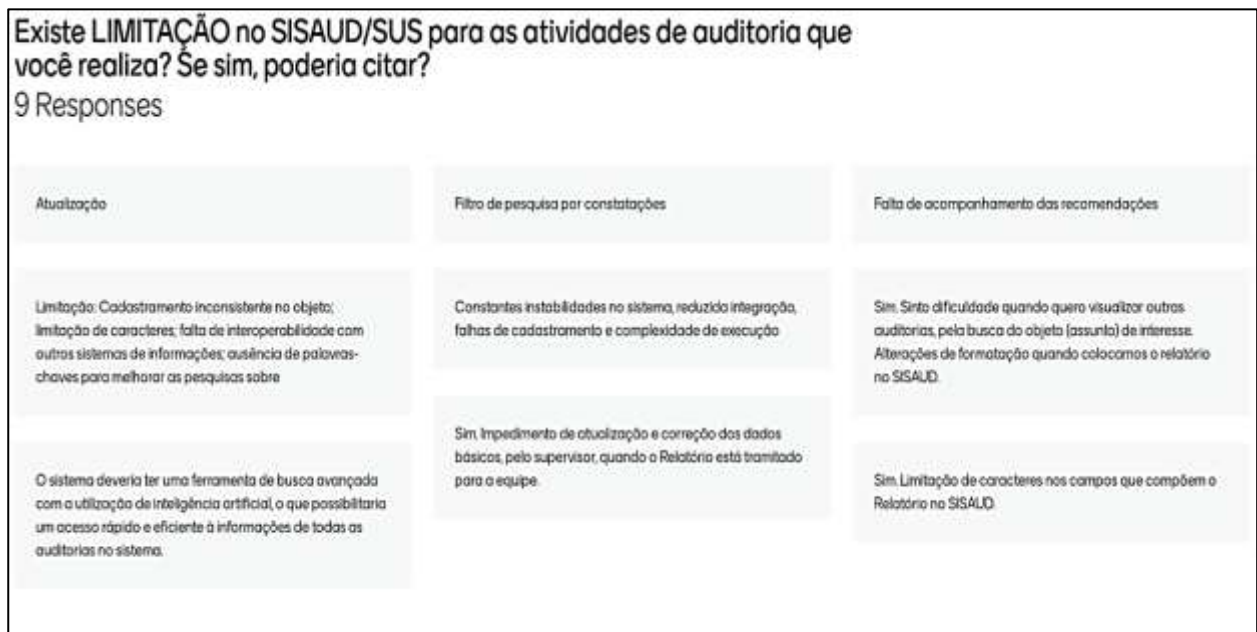 Existe LIMITAÇÃO no SISAUD/SUS para as atividades de auditoria que
você realiza? Se sim, poderia citar?
9 Responses
Atualização
Filtro de pesquisa por constatações
Falta de acompanhamento das recomendações
Limitação: Cadastramento inconsistente no objeto;
limitação de caracteres; falta de interoperabilidade com
outros sistemas de informações; ausência de palavras-
chaves para melhorar as pesquisas sobre
Constantes instabilidades no sistema, reduzida integração,
falhas de cadastramento e complexidade de execução
Sim. Sinto dificuldade quando quero visualizar outras
auditorias, pela busca do objeto (assunto) de interesse.
Alterações de formatação quando colocamos o relatório
no SISAUD.
O sistema deveria ter uma ferramenta de busca avançada
com a utilização de inteligência artificial, o que possibilitaria
um acesso rápido e eficiente à informações de todas as
auditorias no sistema.
Sim. Impedimento de atualização e correção dos dados
básicos, pelo supervisor, quando o Relatório está tramitado
para a equipe.
Sim. Limitação de caracteres nos campos que compõem o
Relatório no SISAUD.